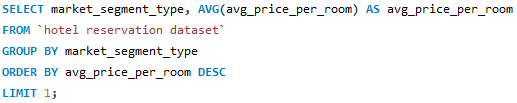 SELECT market_segment_type, AVG(avg_price_per_room) AS avg_price_per_room
FROM `hotel reservation dataset`
GROUP BY market_segment_type
ORDER BY avg_price_per_room DESC
LIMIT 1;